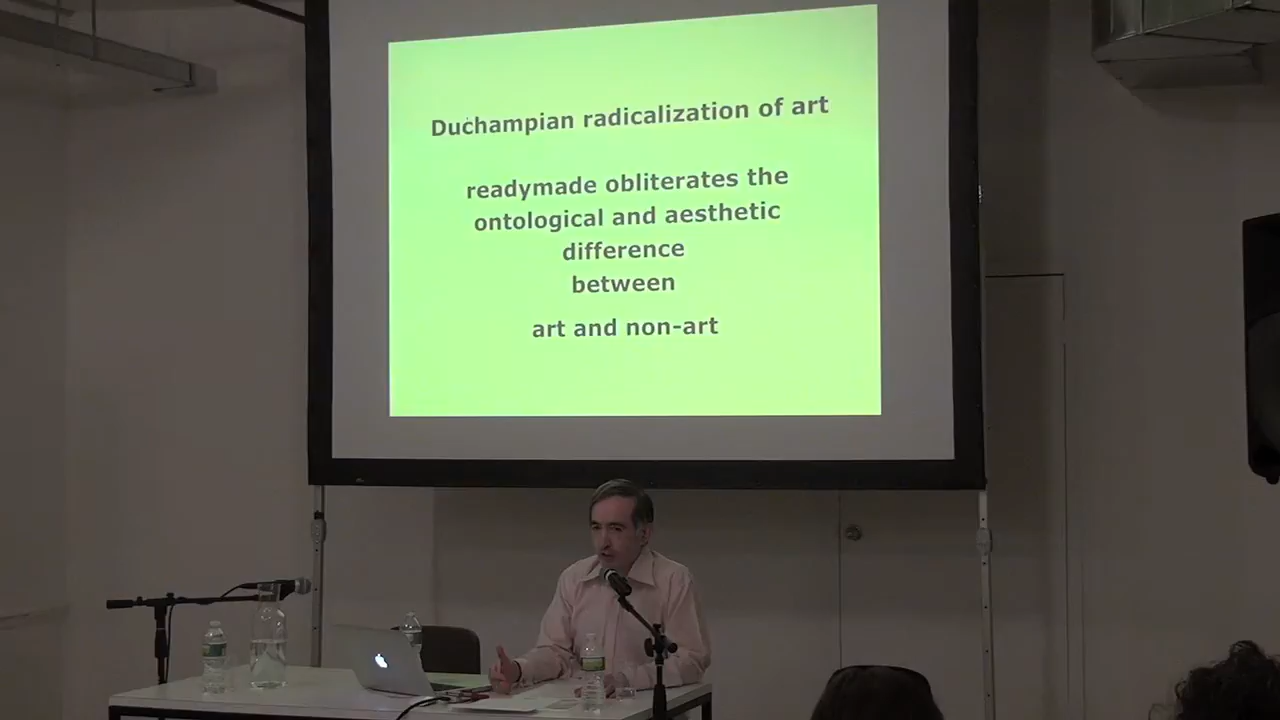 Duchampian radicalization of art
readymade obliterates the
ontological and aesthetic
difference
between
art and non-art